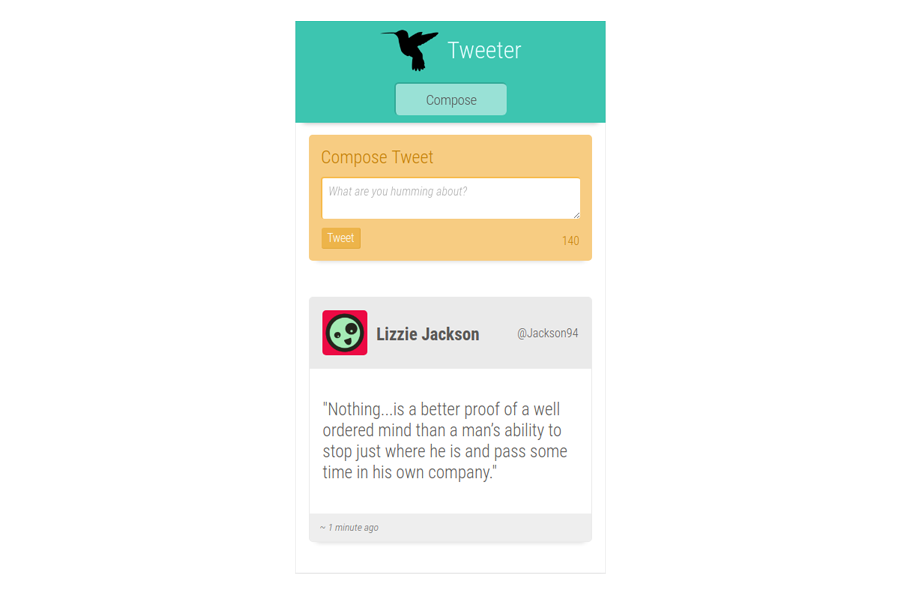 Tweeter
Compose
Compose Tweet
What are you humming about?
Tweet
140
Lizzie Jackson
@Jackson94
"Nothing...is a better proof of a well
ordered mind than a man’s ability to
stop just where he is and pass some
time in his own company."
~ 1 minute ago